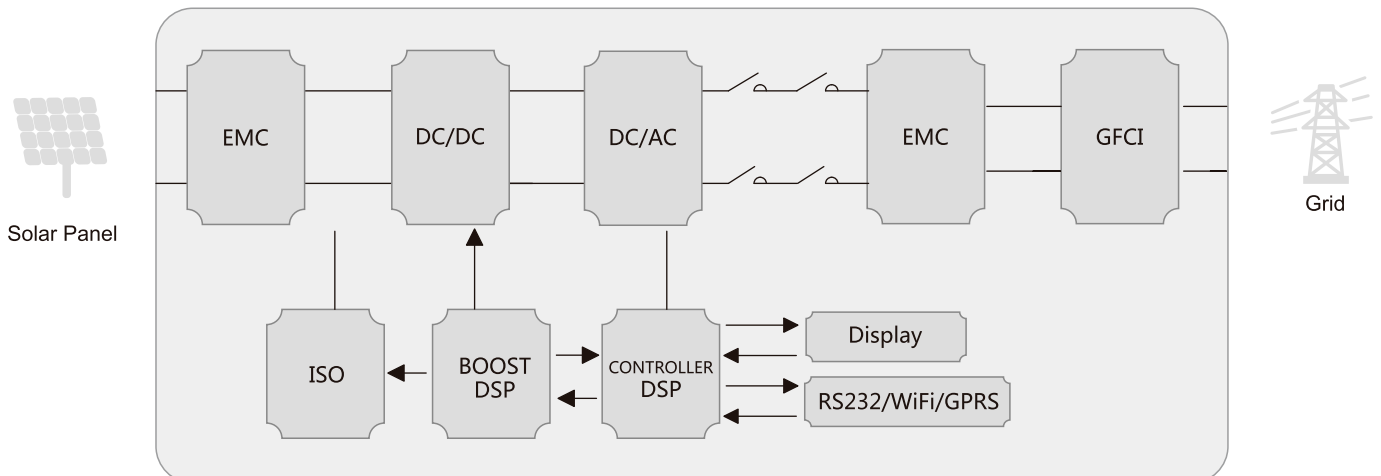 EMC
DC/DC
DC/AC
EMC
GFCI
Solar Panel
Grid
ISO
BOOST
DSP
CONTROLLER
DSP
Display
RS232/WiFi/GPRS